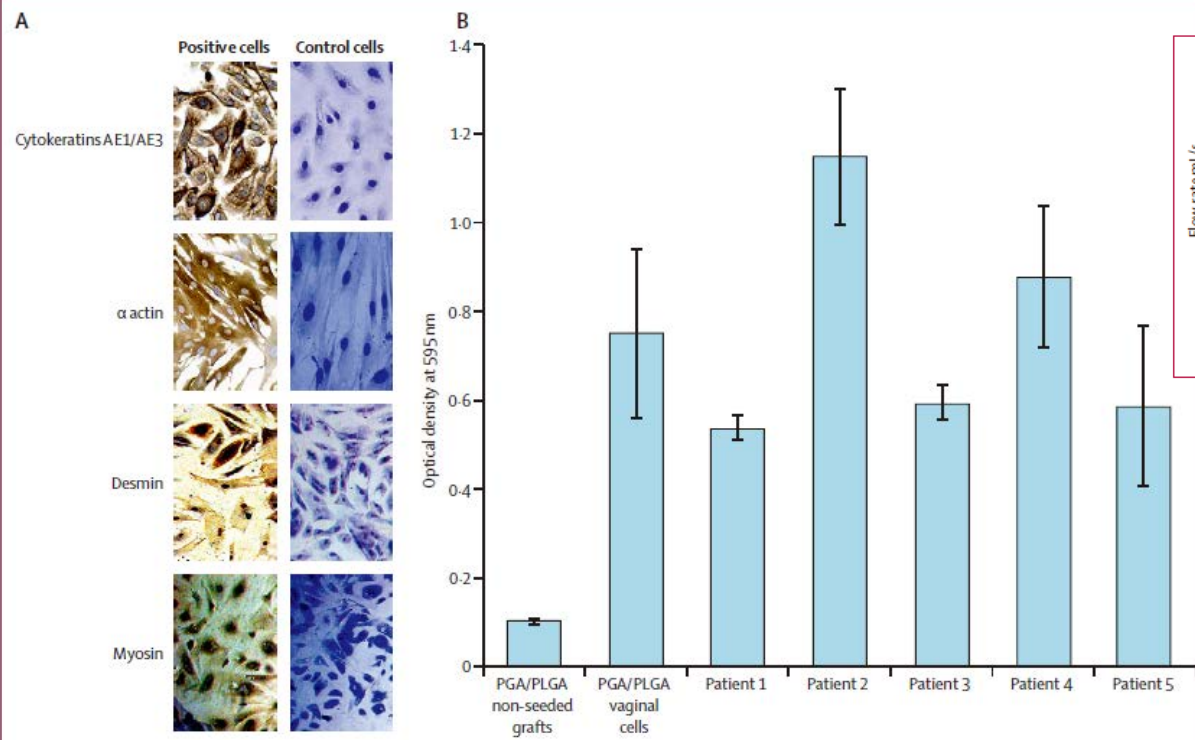 A
Positive cells Control cells
Cytokeratins AE1/AE3
α actin
Desmin
Myosin
B
Optical density at 595 nm
1·4
1·2
1·0
0·8
0·6
0·4
0·2
0
PGA/PLGA
non-seeded
grafts
PGA/PLGA
vaginal
cells
Patient 1
Patient 2
Patient 3
Patient 4
Patient 5